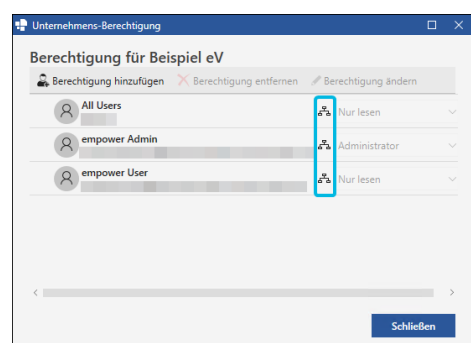 Unternehmens-Berechtigung
Berechtigung für Beispiel eV
Berechtigung hinzufügen Berechtigung entfernen Berechtigung ändern
All Users
Nur lesen
empower Admin
Administrator
empower User
Nur lesen
Schließen